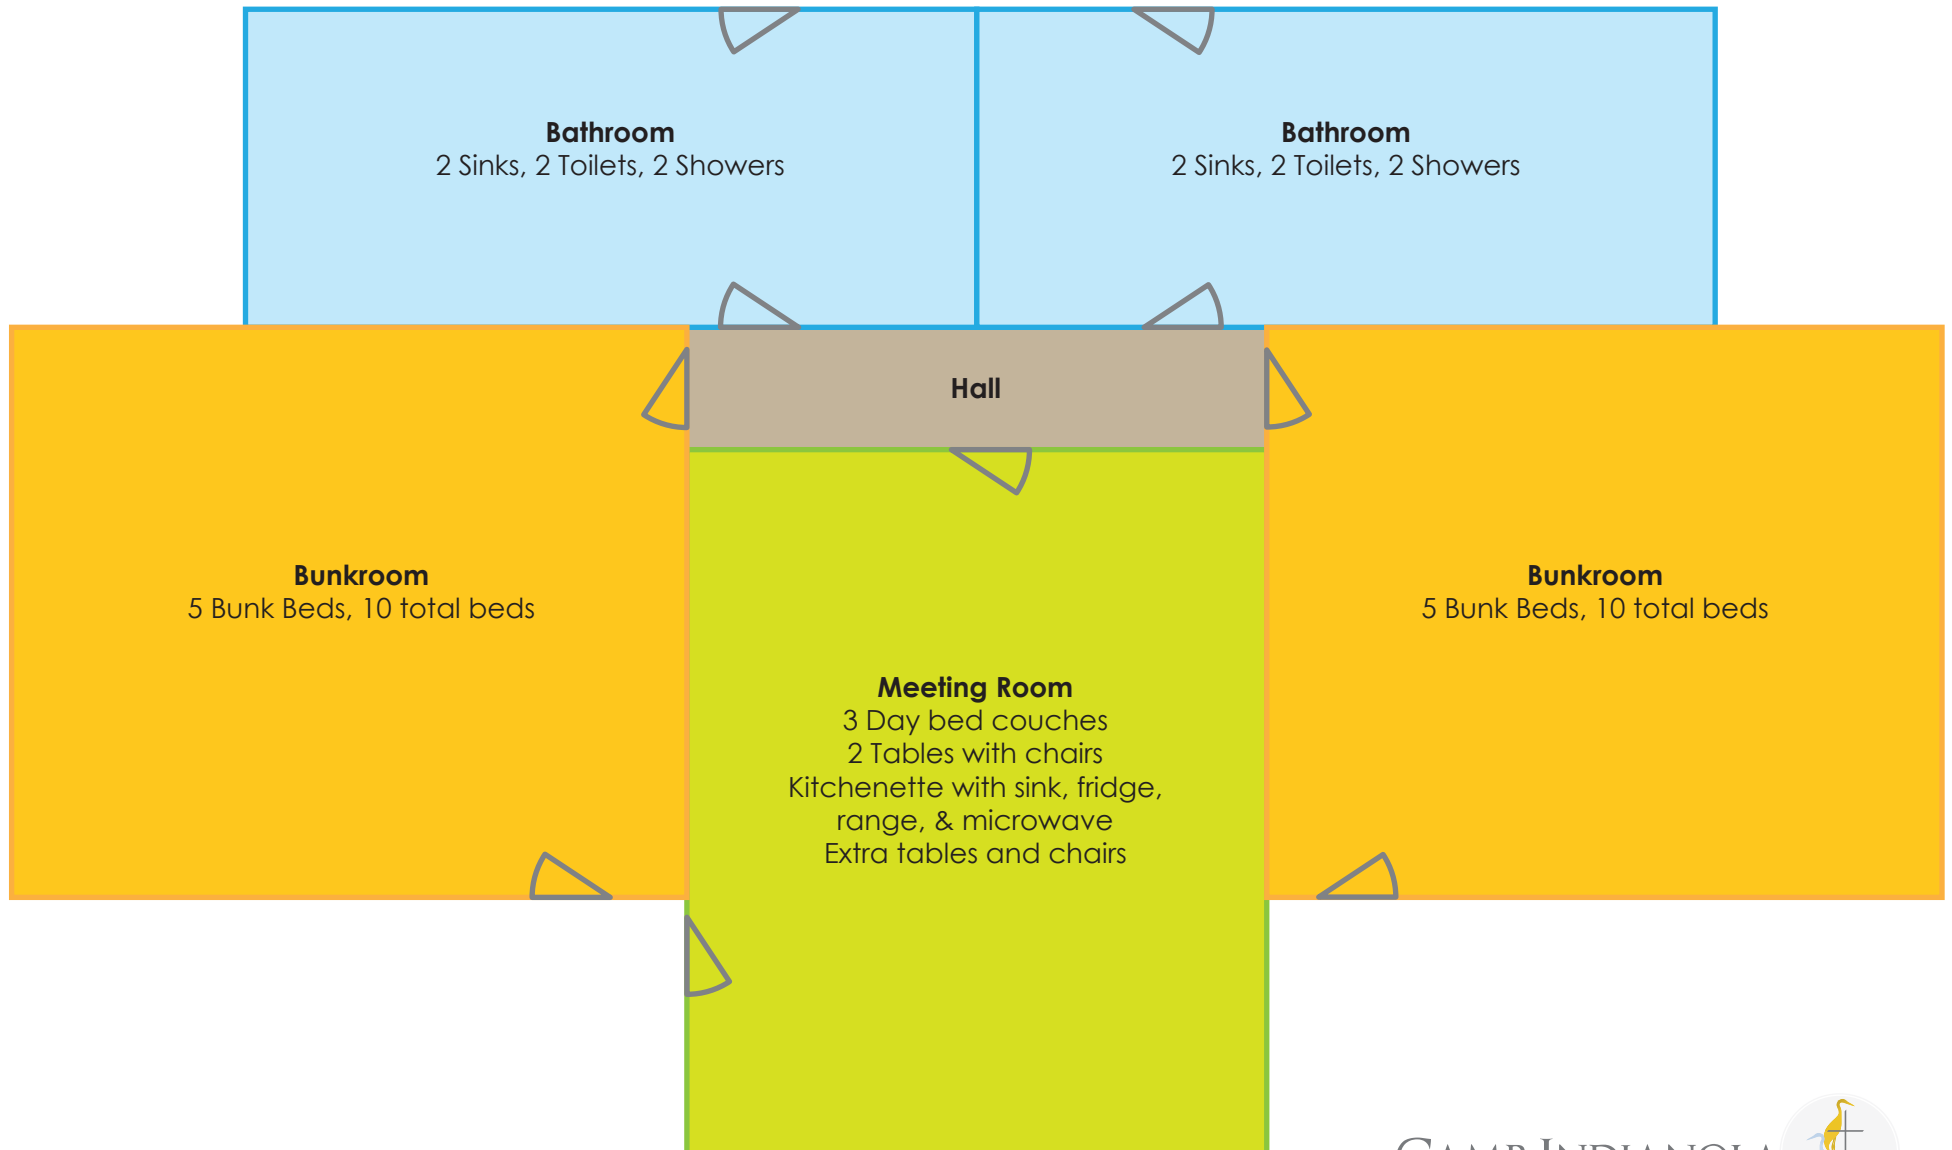 Bathroom
2 Sinks, 2 Toilets, 2 Showers
Bathroom
2 Sinks, 2 Toilets, 2 Showers
Hall
Bunkroom
5 Bunk Beds, 10 total beds
Bunkroom
5 Bunk Beds, 10 total beds
Meeting Room
3 Day bed couches
2 Tables with chairs
Kitchenette with sink, fridge,
range, & microwave
Extra tables and chairs
CAMP INDIANOLA